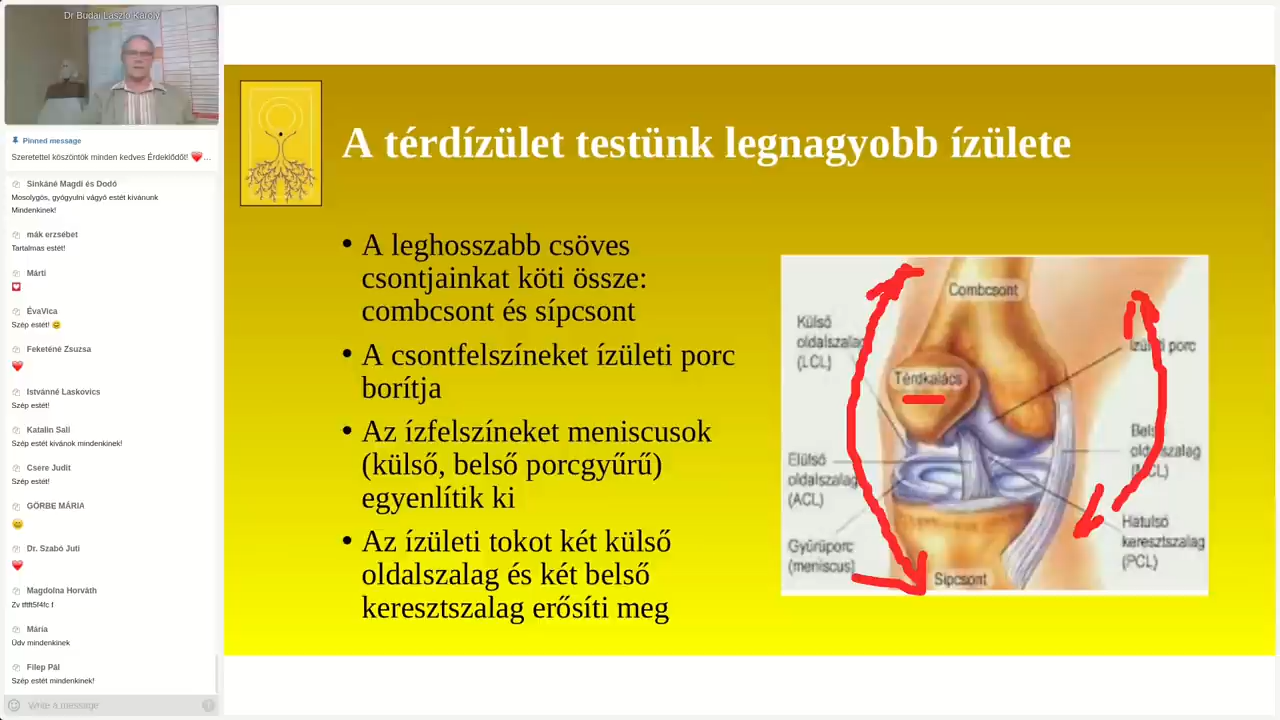 Dr Budai László Károly
Pinned message
Szeretettel köszöntök minden kedves Érdeklődőt! ❤️...
Sinkáné Magdi és Dodó
Mosolygós, gyógyulni vágyó estét kívánunk
Mindenkinek!
mák erzsébet
Tartalmas estét!
Márti
ÉvaVica
Szép estét! 😊
Feketéné Zsuzsa
❤️
Istvánné Laskovics
Szép estét!
Katalin Sali
Szép estét kívánok mindenkinek!
Csere Judit
Szép estét!
GÖRBE MÁRIA
Dr. Szabó Juti
❤️
Magdolna Horváth
Mária
Üdv mindenkinek
Filep Pál
Szép estét mindenkinek!
Write a message
A térdízület testünk legnagyobb ízülete
• A leghosszabb csöves
csontjainkat köti össze:
combcsont és sípcsont
• A csontfelszíneket ízületi porc
borítja
• Az ízfelszíneket meniscusok
(külső, belső porcgyűrű)
egyenlítik ki
• Az ízületi tokot két külső
oldalszalag és két belső
keresztszalag erősíti meg
Combcsont
Külső
oldalszalag
(LCL)
Ízületi porc
Térdkalács
Belső
oldalszalag
(MCL)
Elülső
oldalszalag
(ACL)
Hátulsó
keresztszalag
(PCL)
Gyűrűporc
(meniscus)
Sípcsont